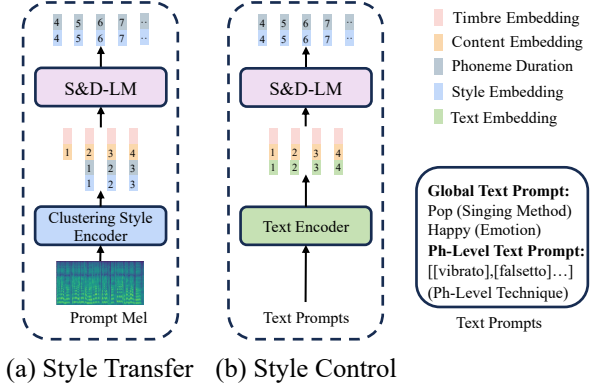 4 5 6 7 ..
4 5 6 7 ..
S&D-LM
1 2 3 4
1 2 3
1 2 3
Clustering Style
Encoder
Prompt Mel
(a) Style Transfer
4 5 6 7 ..
4 5 6 7 ..
S&D-LM
1 2 3 4
1 2 3 4
Text Encoder
Text Prompts
(b) Style Control
Timbre Embedding
Content Embedding
Phoneme Duration
Style Embedding
Text Embedding
Global Text Prompt:
Pop (Singing Method)
Happy (Emotion)
Ph-Level Text Prompt:
[[vibrato],[falsetto]…]
(Ph-Level Technique)
Text Prompts